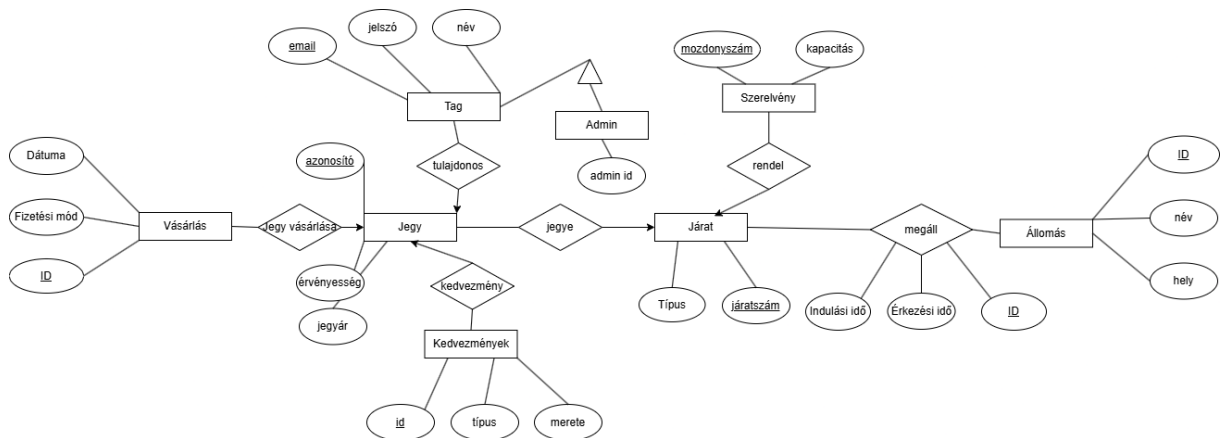 jelszó
név
email
mozdonyszám
kapacitás
Tag
Szerelvény
Admin
Dátuma
azonosító
tulajdonos
admin id
rendel
ID
Fizetési mód
Vásárlás
Jegy vásárlása
Jegy
jegye
Járat
megáll
Állomás
név
ID
érvényesség
kedvezmény
hely
Típus
járatszám
Indulási idő
Érkezési idő
ID
jegyár
Kedvezmények
id
típus
merete